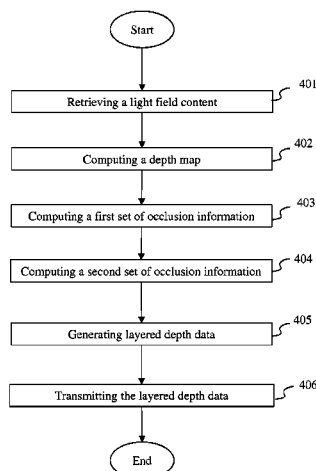 Start
401
Retrieving a light field content
402
Computing a depth map
403
Computing a first set of occlusion information
404
Computing a second set of occlusion information
405
Generating layered depth data
406
Transmitting the layered depth data
End